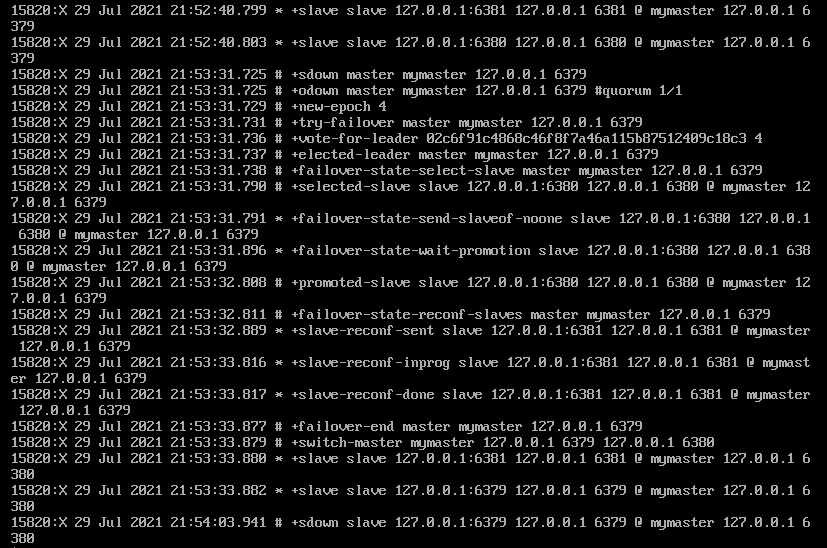 15820:X 29 Jul 2021 21:52:40.799 * +slave slave 127.0.0.1:6381 127.0.0.1 6381 @ mymaster 127.0.0.1 6
379
15820:X 29 Jul 2021 21:52:40.803 * +slave slave 127.0.0.1:6380 127.0.0.1 6380 @ mymaster 127.0.0.1 6
379
15820:X 29 Jul 2021 21:53:31.725 # +sdown master mymaster 127.0.0.1 6379
15820:X 29 Jul 2021 21:53:31.725 # +odown master mymaster 127.0.0.1 6379 #quorum 1/1
15820:X 29 Jul 2021 21:53:31.729 # +new-epoch 4
15820:X 29 Jul 2021 21:53:31.731 # +try-failover master mymaster 127.0.0.1 6379
15820:X 29 Jul 2021 21:53:31.736 # +vote-for-leader 02c6f91c4868c46f8f7a46a115b87512409c18c3 4
15820:X 29 Jul 2021 21:53:31.737 # +elected-leader master mymaster 127.0.0.1 6379
15820:X 29 Jul 2021 21:53:31.738 # +failover-state-select-slave master mymaster 127.0.0.1 6379
15820:X 29 Jul 2021 21:53:31.790 # +selected-slave slave 127.0.0.1:6380 127.0.0.1 6380 @ mymaster 12
7.0.0.1 6379
15820:X 29 Jul 2021 21:53:31.791 * +failover-state-send-slaveof-noone slave 127.0.0.1:6380 127.0.0.1
 6380 @ mymaster 127.0.0.1 6379
15820:X 29 Jul 2021 21:53:31.896 * +failover-state-wait-promotion slave 127.0.0.1:6380 127.0.0.1 638
0 @ mymaster 127.0.0.1 6379
15820:X 29 Jul 2021 21:53:32.808 # +promoted-slave slave 127.0.0.1:6380 127.0.0.1 6380 @ mymaster 12
7.0.0.1 6379
15820:X 29 Jul 2021 21:53:32.811 # +failover-state-reconf-slaves master mymaster 127.0.0.1 6379
15820:X 29 Jul 2021 21:53:32.889 * +slave-reconf-sent slave 127.0.0.1:6381 127.0.0.1 6381 @ mymaster
 127.0.0.1 6379
15820:X 29 Jul 2021 21:53:33.816 * +slave-reconf-inprog slave 127.0.0.1:6381 127.0.0.1 6381 @ mymast
er 127.0.0.1 6379
15820:X 29 Jul 2021 21:53:33.817 * +slave-reconf-done slave 127.0.0.1:6381 127.0.0.1 6381 @ mymaster
 127.0.0.1 6379
15820:X 29 Jul 2021 21:53:33.877 # +failover-end master mymaster 127.0.0.1 6379
15820:X 29 Jul 2021 21:53:33.879 # +switch-master mymaster 127.0.0.1 6379 127.0.0.1 6380
15820:X 29 Jul 2021 21:53:33.880 * +slave slave 127.0.0.1:6381 127.0.0.1 6381 @ mymaster 127.0.0.1 6
380
15820:X 29 Jul 2021 21:53:33.882 * +slave slave 127.0.0.1:6379 127.0.0.1 6379 @ mymaster 127.0.0.1 6
380
15820:X 29 Jul 2021 21:54:03.941 # +sdown slave 127.0.0.1:6379 127.0.0.1 6379 @ mymaster 127.0.0.1 6
380